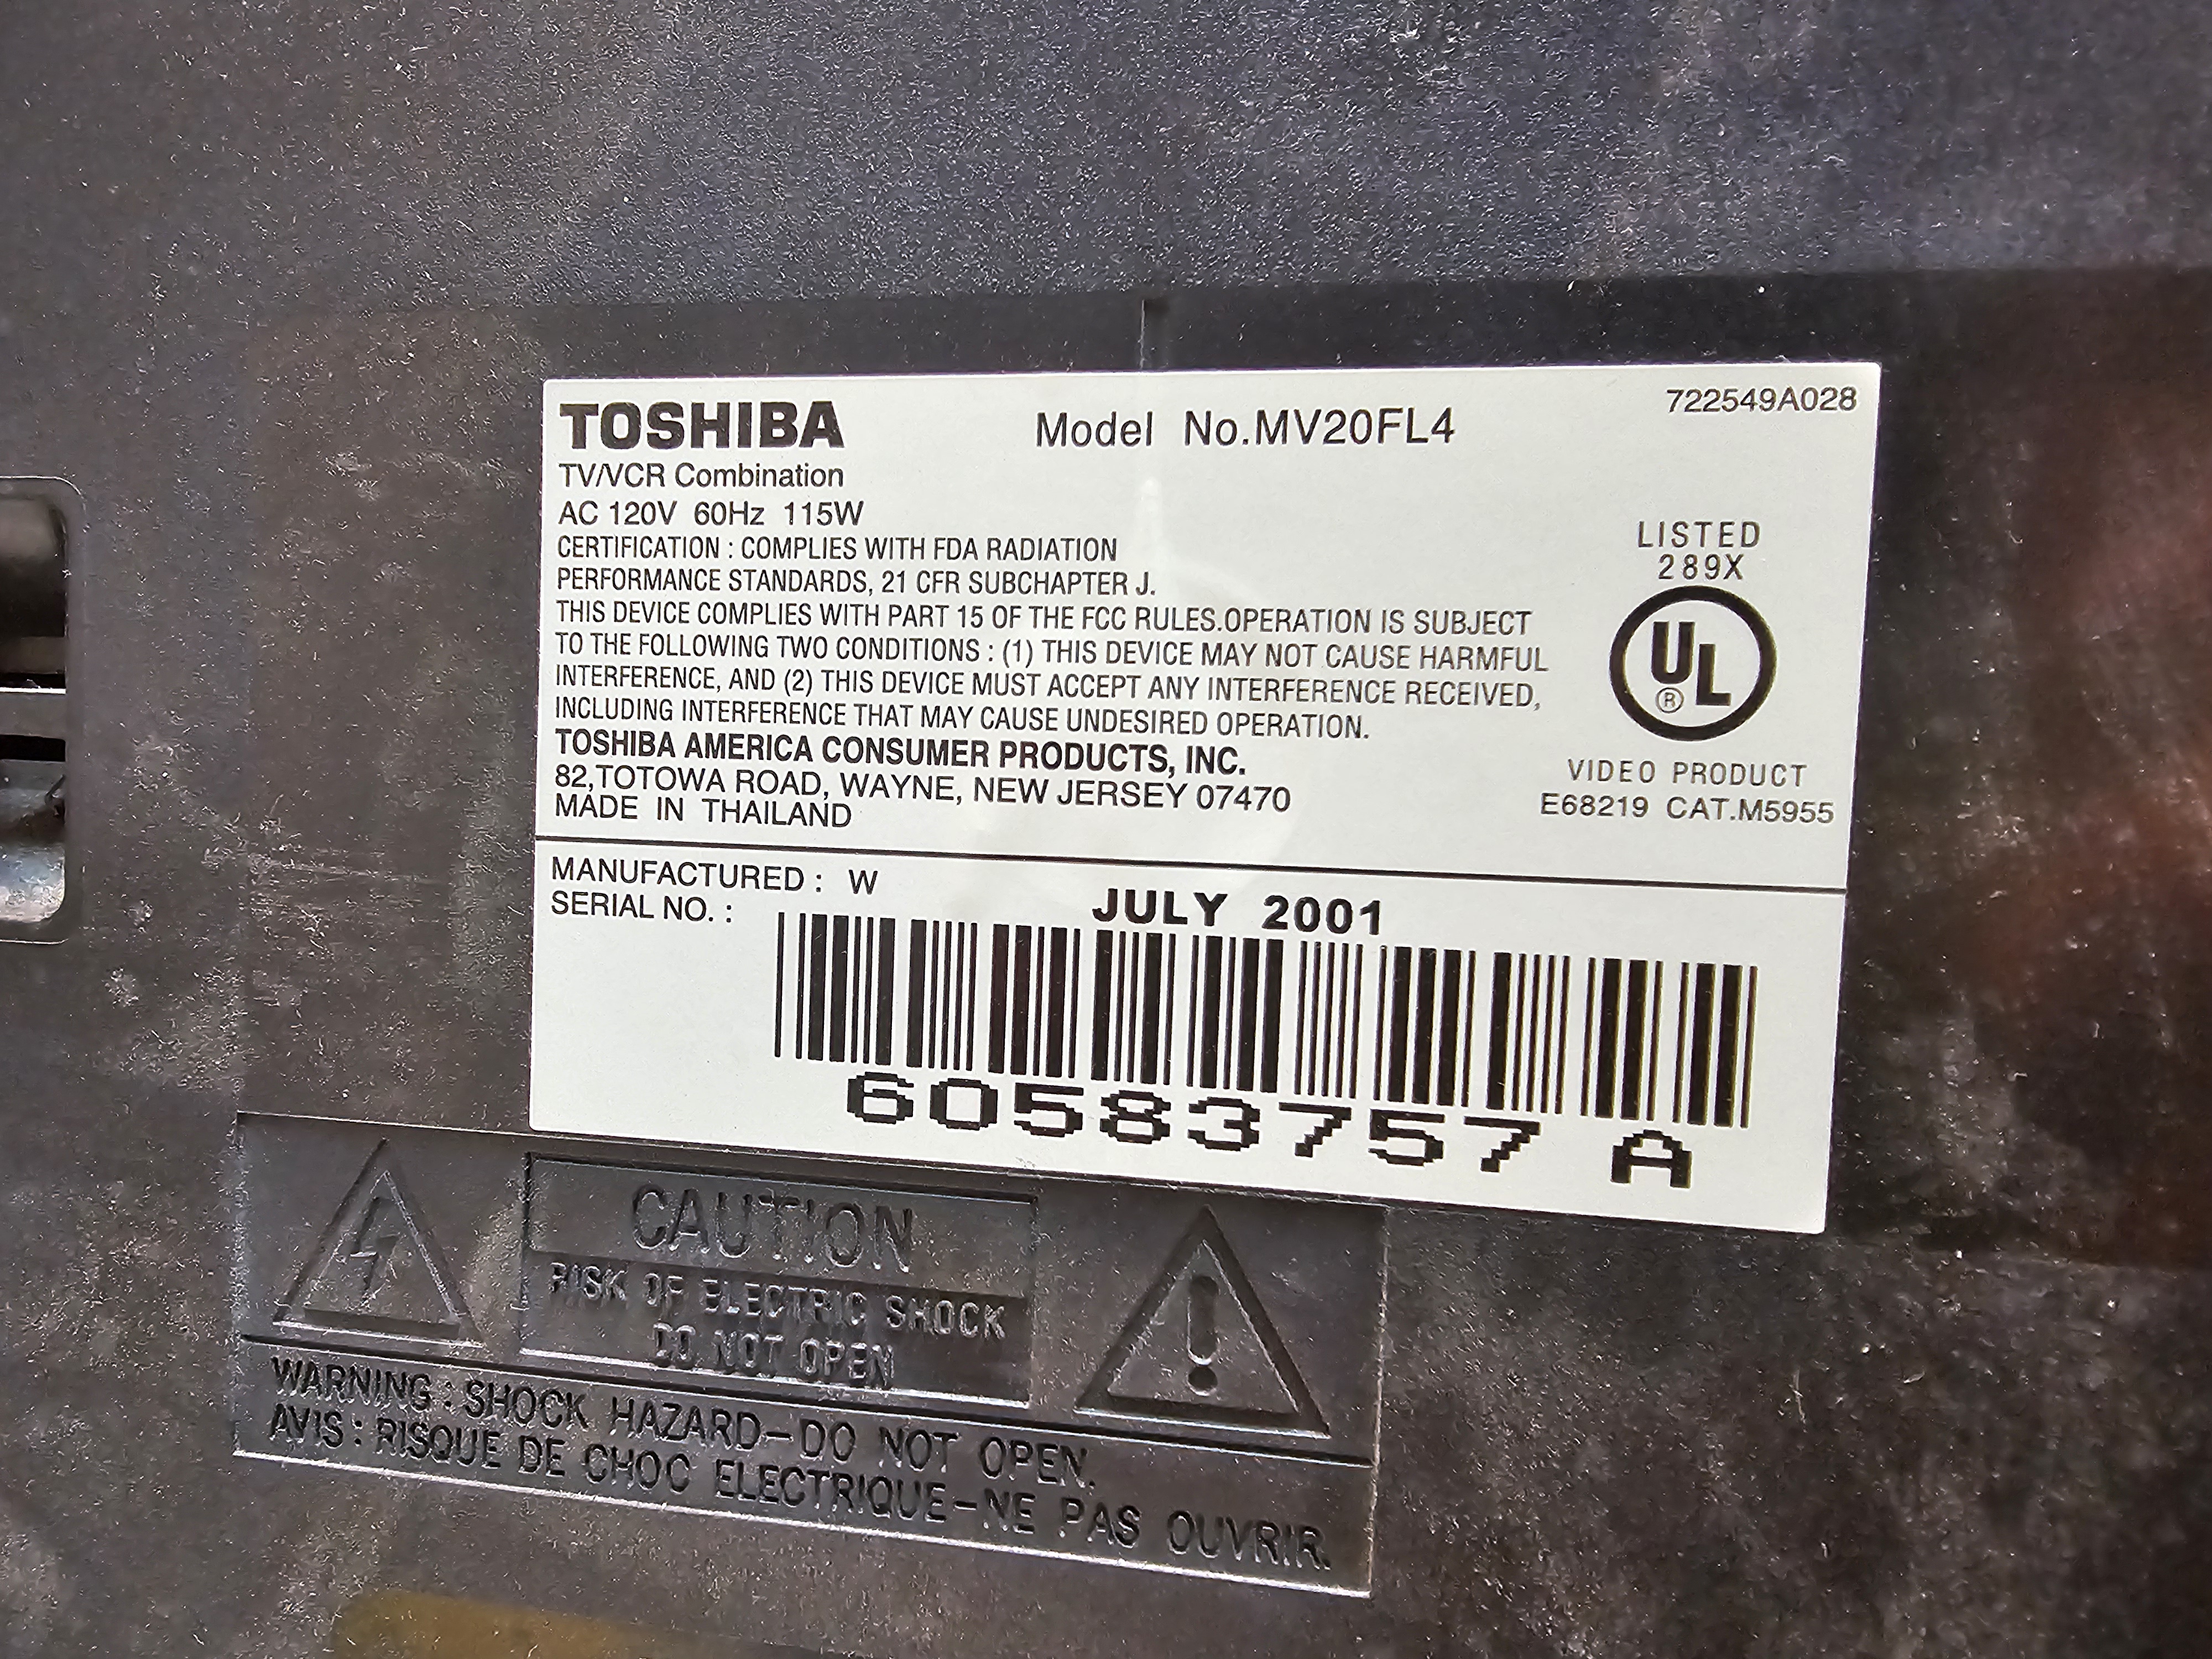 TOSHIBA
Model No.MV20FL4
722549A028
TV/VCR Combination
AC 120V 60Hz 115W
CERTIFICATION : COMPLIES WITH FDA RADIATION
PERFORMANCE STANDARDS, 21 CFR SUBCHAPTER J.
THIS DEVICE COMPLIES WITH PART 15 OF THE FCC RULES.OPERATION IS SUBJECT
TO THE FOLLOWING TWO CONDITIONS : (1) THIS DEVICE MAY NOT CAUSE HARMFUL
INTERFERENCE, AND (2) THIS DEVICE MUST ACCEPT ANY INTERFERENCE RECEIVED,
INCLUDING INTERFERENCE THAT MAY CAUSE UNDESIRED OPERATION.
TOSHIBA AMERICA CONSUMER PRODUCTS, INC.
82,TOTOWA ROAD, WAYNE, NEW JERSEY 07470
MADE IN THAILAND
LISTED
289X
UL
®
VIDEO PRODUCT
E68219 CAT.M5955
MANUFACTURED : W
JULY 2001
SERIAL NO. :
60583757 A
CAUTION
RISK OF ELECTRIC SHOCK
DO NOT OPEN
WARNING : SHOCK HAZARD-DO NOT OPEN.
AVIS : RISQUE DE CHOC ELECTRIQUE-NE PAS OUVRIR.